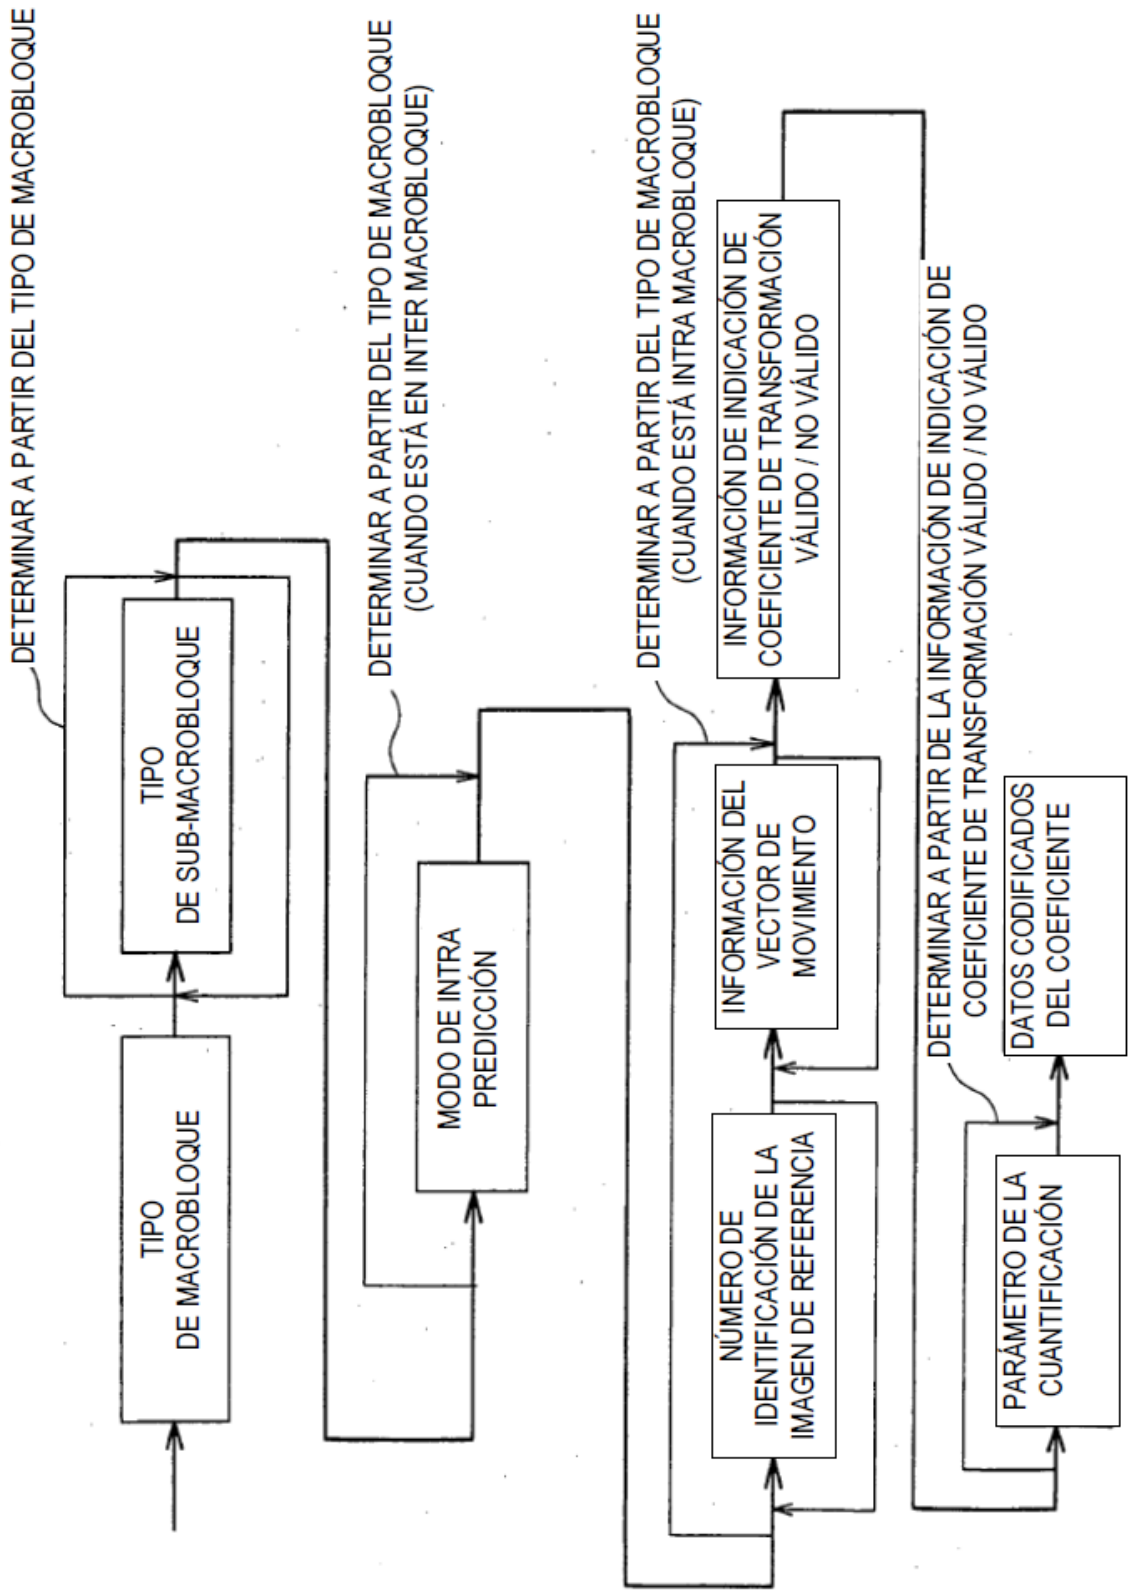 DETERMINAR A PARTIR DEL TIPO DE MACROBLOQUE
TIPO
DE MACROBLOQUE
TIPO
DE SUB-MACROBLOQUE
DETERMINAR A PARTIR DEL TIPO DE MACROBLOQUE
(CUANDO ESTÁ EN INTER MACROBLOQUE)
MODO DE INTRA
PREDICCIÓN
DETERMINAR A PARTIR DEL TIPO DE MACROBLOQUE
(CUANDO ESTÁ INTRA MACROBLOQUE)
NÚMERO DE
IDENTIFICACIÓN DE LA
IMAGEN DE REFERENCIA
INFORMACIÓN DEL
VECTOR DE
MOVIMIENTO
INFORMACIÓN DE INDICACIÓN DE
COEFICIENTE DE TRANSFORMACIÓN
VÁLIDO / NO VÁLIDO
DETERMINAR A PARTIR DE LA INFORMACIÓN DE INDICACIÓN DE
COEFICIENTE DE TRANSFORMACIÓN VÁLIDO / NO VÁLIDO
PARÁMETRO DE LA
CUANTIFICACIÓN
DATOS CODIFICADOS
DEL COEFICIENTE